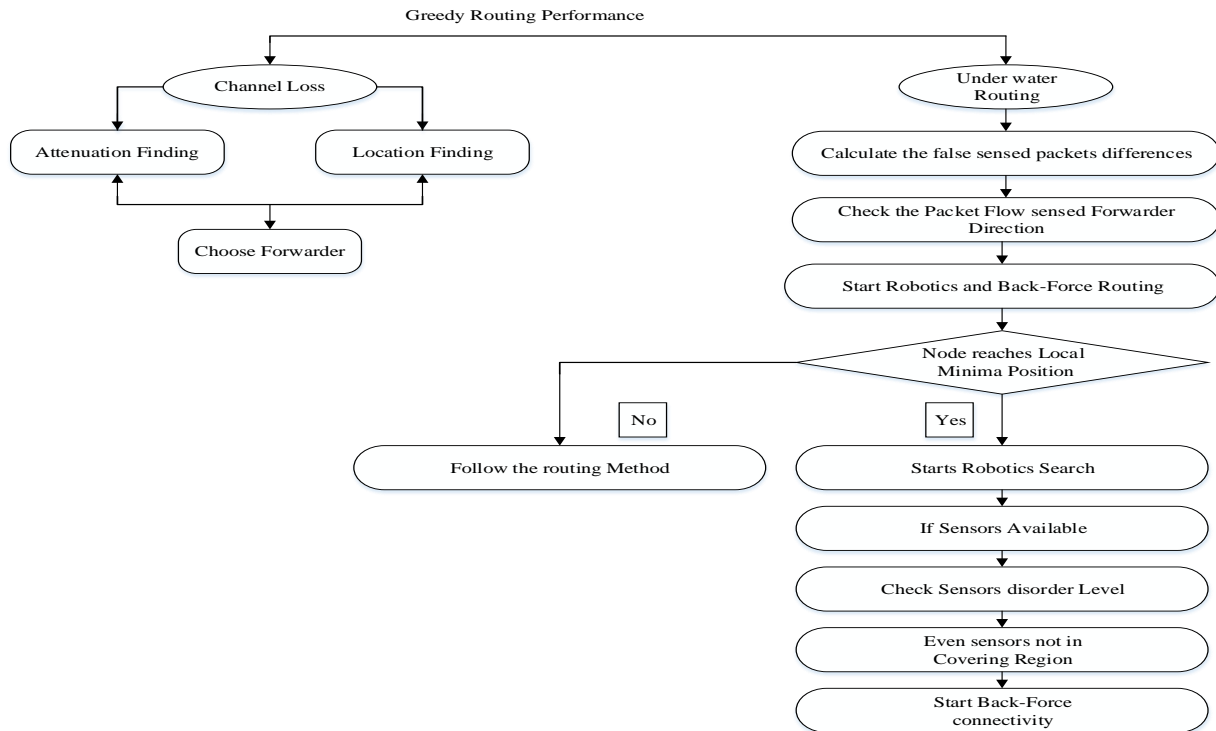 Greedy Routing Performance
Channel Loss
Attenuation Finding
Location Finding
Choose Forwarder
Under water
Routing
Calculate the false sensed packets differences
Check the Packet Flow sensed Forwarder
Direction
Start Robotics and Back-Force Routing
Node reaches Local
Minima Position
No
Yes
Follow the routing Method
Starts Robotics Search
If Sensors Available
Check Sensors disorder Level
Even sensors not in
Covering Region
Start Back-Force
connectivity